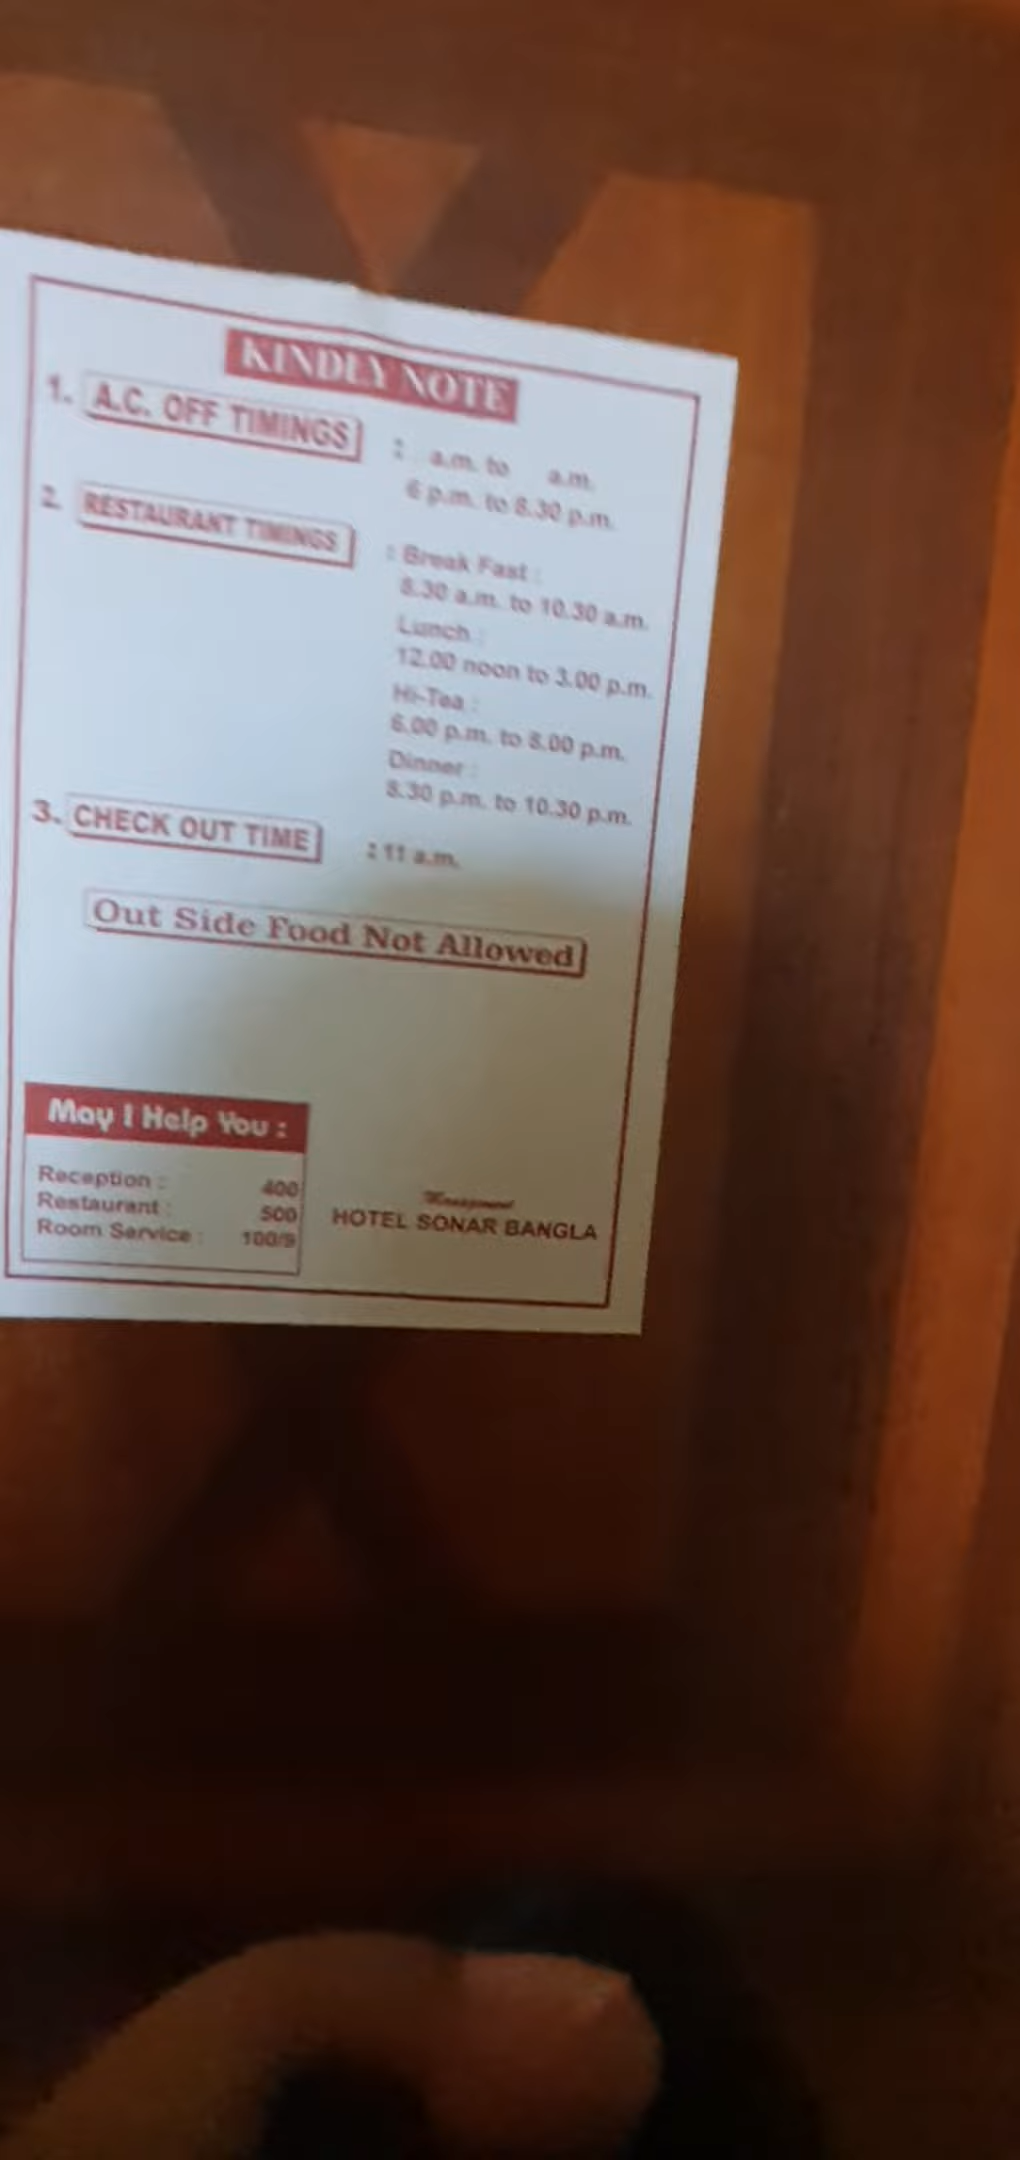 KINDLY NOTE
1. A.C. OFF TIMINGS : a.m. to a.m.
6 p.m. to 8.30 p.m.
2. RESTAURANT TIMINGS : Break Fast :
8.30 a.m. to 10.30 a.m.
Lunch :
12.00 noon to 3.00 p.m.
Hi-Tea :
6.00 p.m. to 8.00 p.m.
Dinner :
8.30 p.m. to 10.30 p.m.
3. CHECK OUT TIME : 11 a.m.
Out Side Food Not Allowed
May I Help You :
Reception : 400
Restaurant : 500
Room Service : 100/9
Management
HOTEL SONAR BANGLA